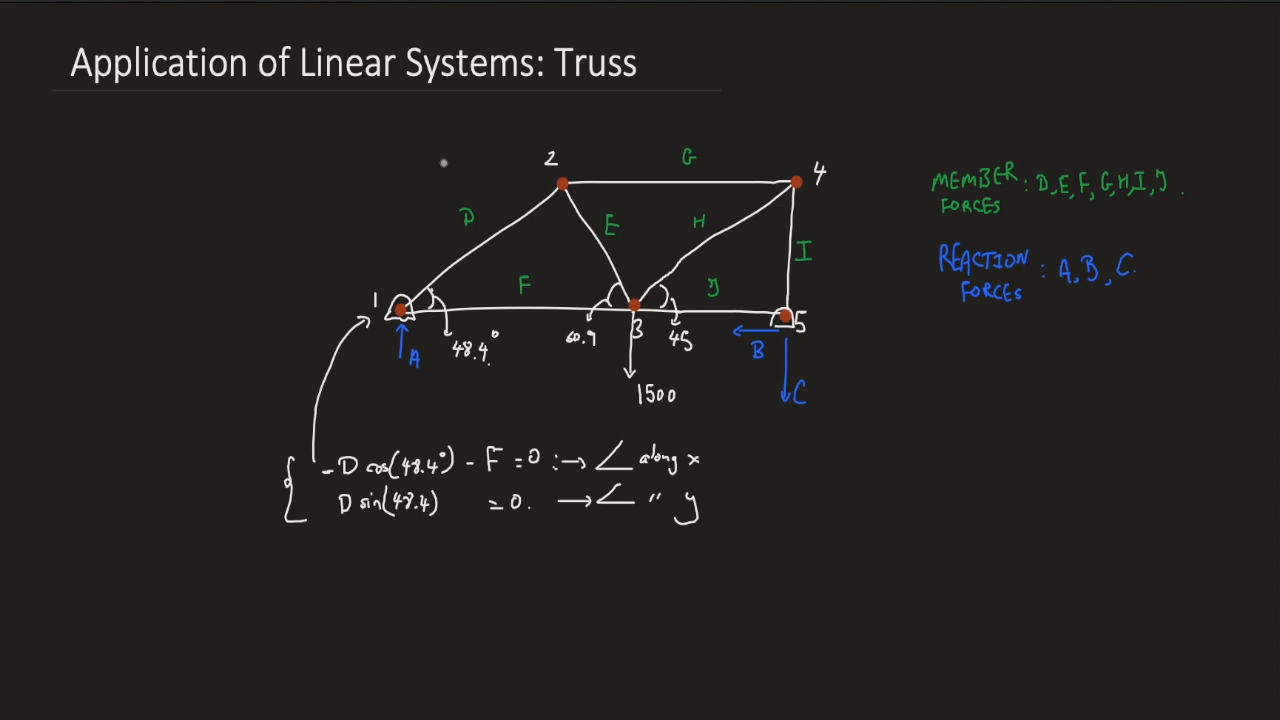 Application of Linear Systems: Truss
2
G
4
D
E
H
I
F
J
1
3
5
A
48.4°
60.9
45
B
1500
C
MEMBER : D, E, F, G, H, I, J.
FORCES
REACTION : A, B, C.
FORCES
-D cos(48.4°) - F = 0 :→ ∠ along x
D sin(48.4) = 0. → ∠ " y